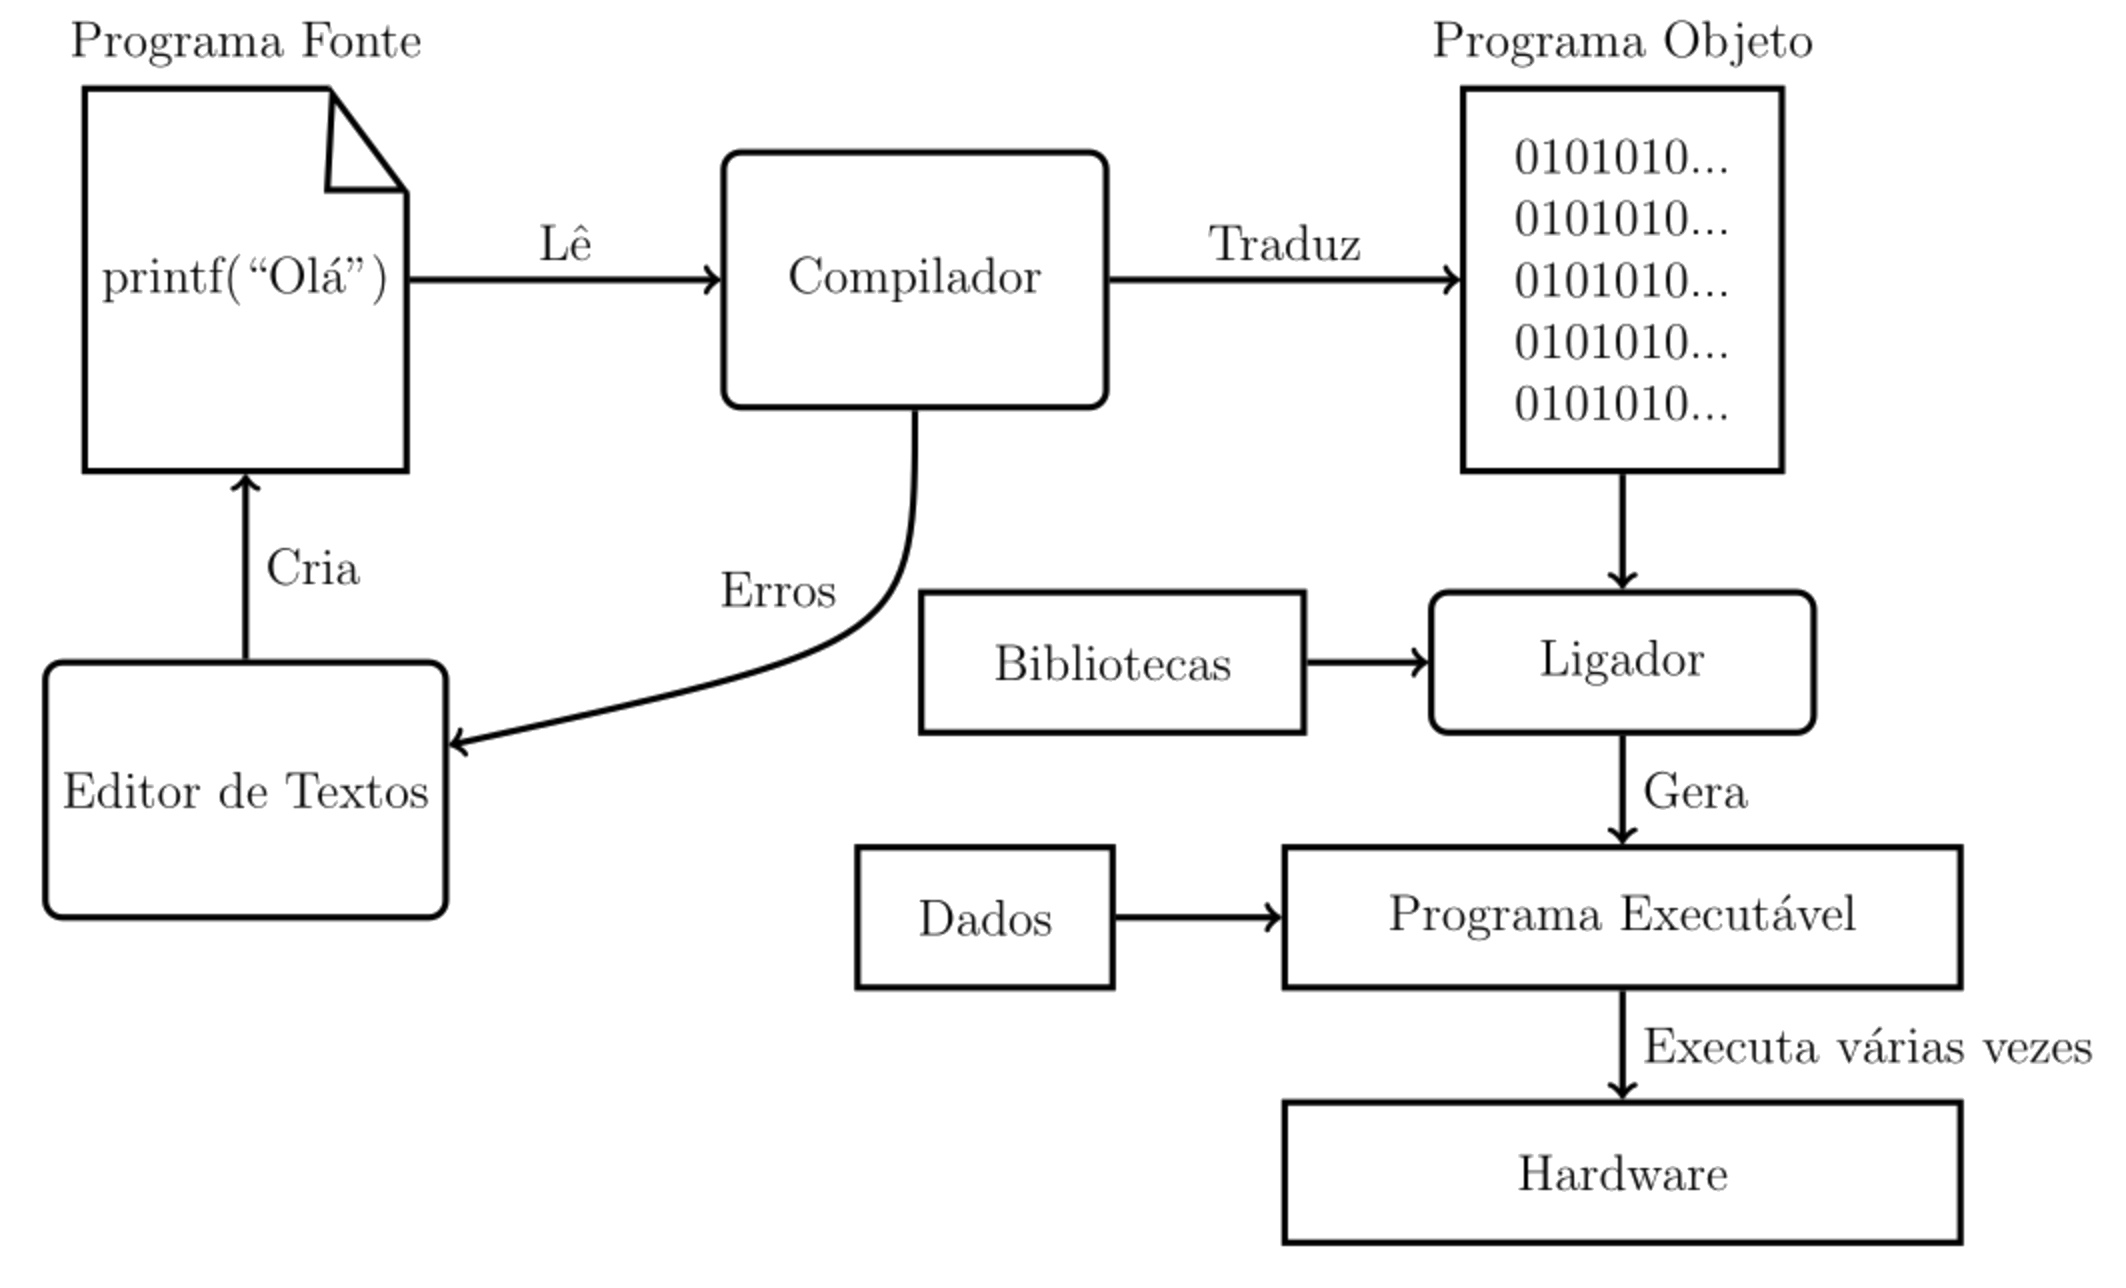 Programa Fonte
Programa Objeto
printf(“Olá”)
Lê
Compilador
Traduz
0101010...
0101010...
0101010...
0101010...
0101010...
Cria
Erros
Bibliotecas
Ligador
Editor de Textos
Gera
Dados
Programa Executável
Executa várias vezes
Hardware